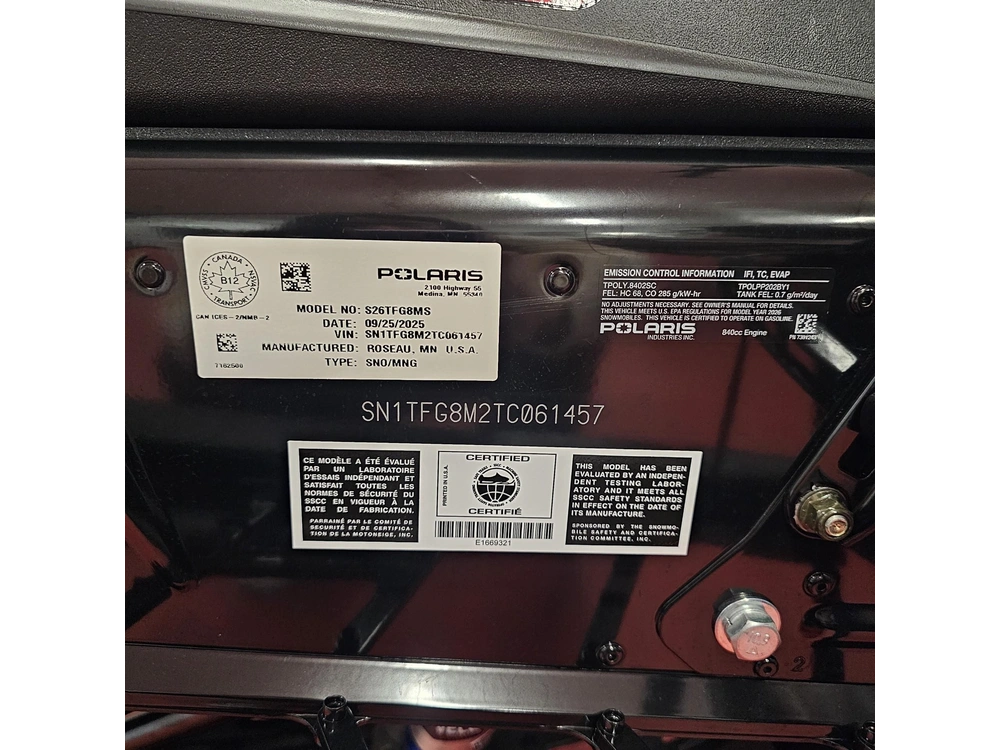 CANADA
CMVSS
B12
NSVAC
TRANSPORT
CAN ICES-2/NMB-2
7182500
POLARIS
2100 Highway 55
Medina, MN 55340
MODEL NO: S26TFG8MS
DATE: 09/25/2025
VIN: SN1TFG8M2TC061457
MANUFACTURED: ROSEAU, MN U.S.A.
TYPE: SNO/MNG
EMISSION CONTROL INFORMATION IFI, TC, EVAP
TPOLY.8402SC TPOLPP202BY1
FEL: HC 68, CO 285 g/kW-hr TANK FEL: 0.7 g/m²/day
NO ADJUSTMENTS NECESSARY. SEE OWNER'S MANUAL FOR DETAILS.
THIS VEHICLE MEETS U.S. EPA REGULATIONS FOR MODEL YEAR 2026
SNOWMOBILES. THIS VEHICLE IS CERTIFIED TO OPERATE ON GASOLINE.
POLARIS
INDUSTRIES INC.
840cc Engine
SN1TFG8M2TC061457
CE MODÈLE A ÉTÉ ÉVALUÉ
PAR UN LABORATOIRE
D'ESSAIS INDÉPENDANT ET
SATISFAIT TOUTES LES
NORMES DE SÉCURITÉ DU
SSCC EN VIGUEUR À LA
DATE DE FABRICATION.
PARRAINÉ PAR LE COMITÉ DE
SÉCURITÉ ET DE CERTIFICA-
TION DE LA MOTONEIGE, INC.
PRINTED IN U.S.A.
CERTIFIED
CERTIFIÉ
E1669321
THIS MODEL HAS BEEN
EVALUATED BY AN INDEPEN-
DENT TESTING LABOR-
ATORY AND IT MEETS ALL
SSCC SAFETY STANDARDS
IN EFFECT ON THE DATE OF
ITS MANUFACTURE.
SPONSORED BY THE SNOWMO-
BILE SAFETY AND CERTIFICA-
TION COMMITTEE, INC.
10.9
2